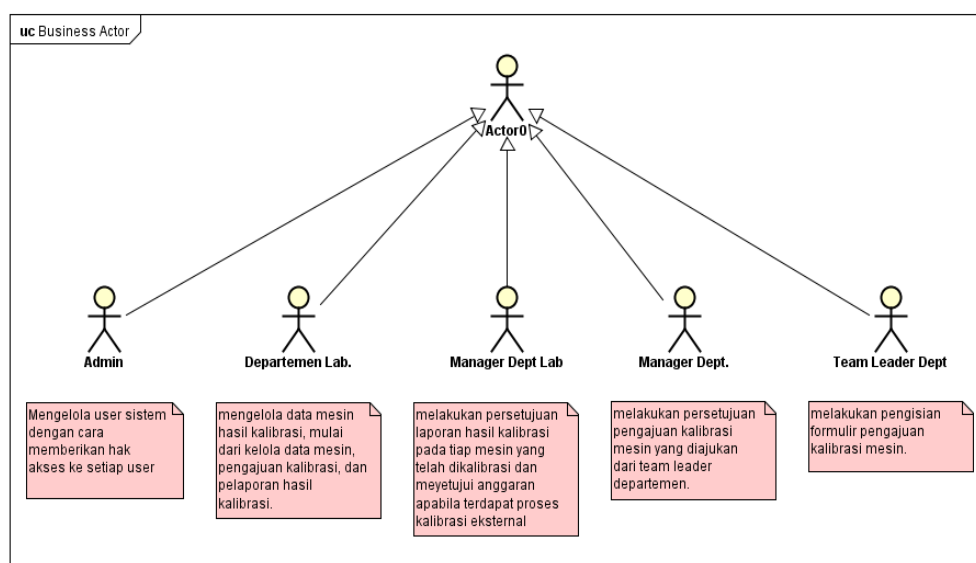 uc Business Actor
Actor0
Admin
Departemen Lab.
Manager Dept Lab
Manager Dept.
Team Leader Dept
Mengelola user sistem
dengan cara
memberikan hak
akses ke setiap user
mengelola data mesin
hasil kalibrasi, mulai
dari kelola data mesin,
pengajuan kalibrasi, dan
pelaporan hasil
kalibrasi.
melakukan persetujuan
laporan hasil kalibrasi
pada tiap mesin yang
telah dikalibrasi dan
meyetujui anggaran
apabila terdapat proses
kalibrasi eksternal
melakukan persetujuan
pengajuan kalibrasi
mesin yang diajukan
dari team leader
departemen.
melakukan pengisian
formulir pengajuan
kalibrasi mesin.